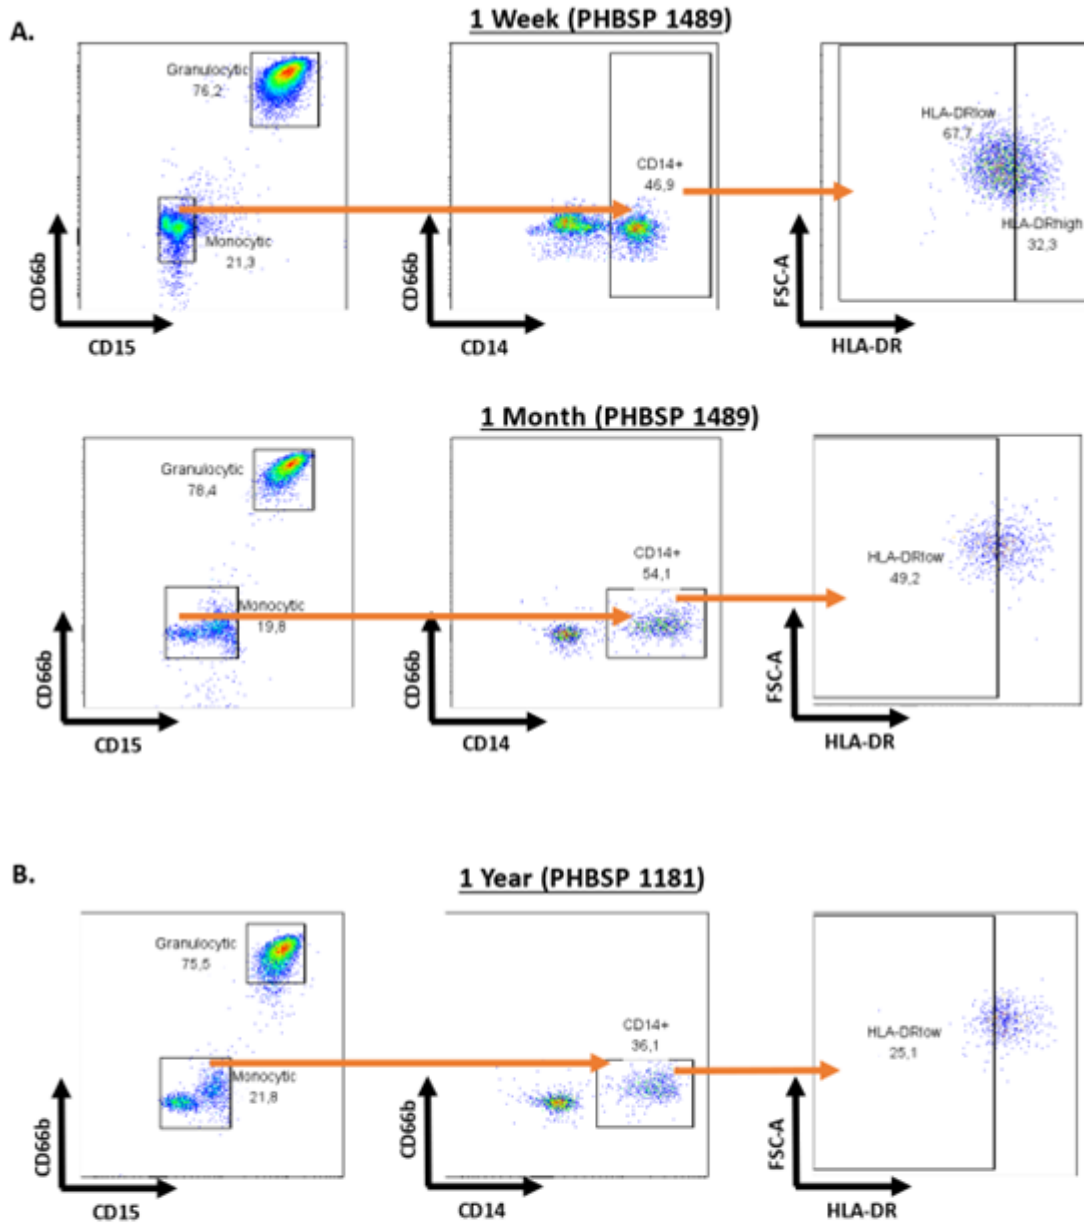 A.
1 Week (PHBSP 1489)
Granulocytic
76,2
Monocytic
21,3
CD66b
CD15
CD14+
46,9
CD66b
CD14
HLA-DRlow
67,7
HLA-DRhigh
32,3
FSC-A
HLA-DR
1 Month (PHBSP 1489)
Granulocytic
78,4
Monocytic
19,8
CD66b
CD15
CD14+
54,1
CD66b
CD14
HLA-DRlow
49,2
FSC-A
HLA-DR
B.
1 Year (PHBSP 1181)
Granulocytic
75,5
Monocytic
21,8
CD66b
CD15
CD14+
36,1
CD66b
CD14
HLA-DRlow
25,1
FSC-A
HLA-DR